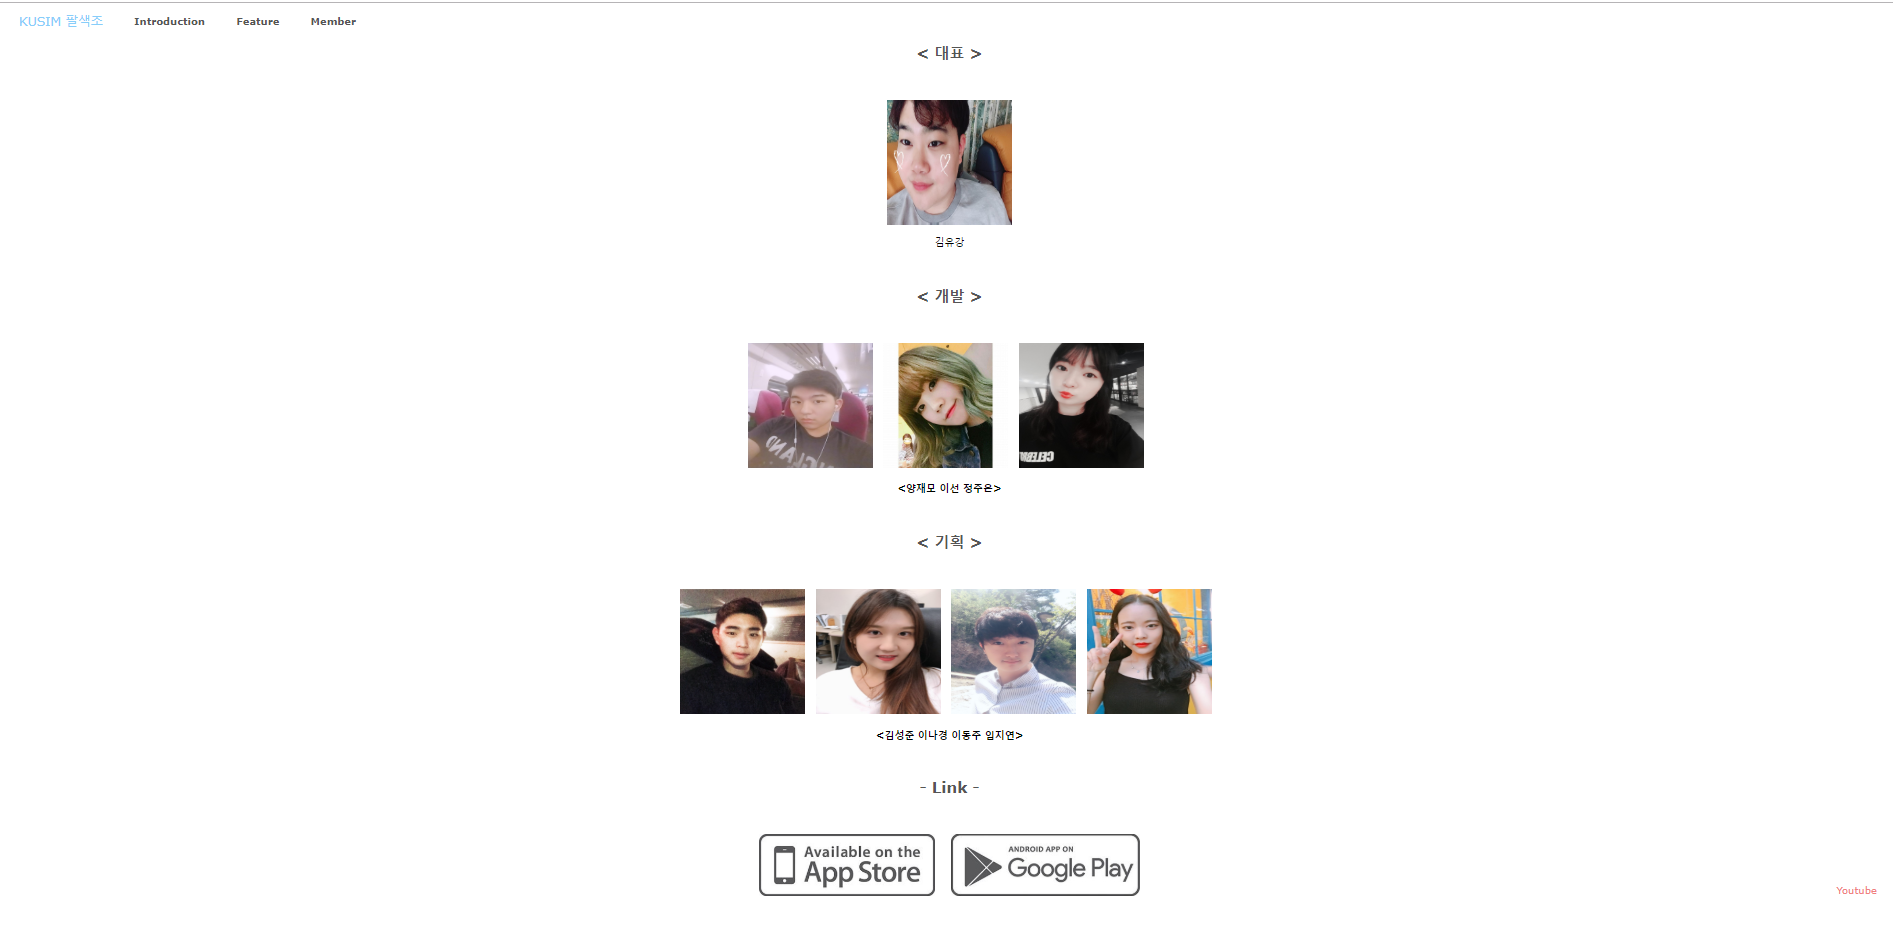 KUSIM 팔색조 Introduction Feature Member
< 대표 >
김유강
< 개발 >
<양재모 이선 정주은>
< 기획 >
<김성준 이나경 이동주 임지연>
- Link -
Available on the
App Store
ANDROID APP ON
Google Play
Youtube